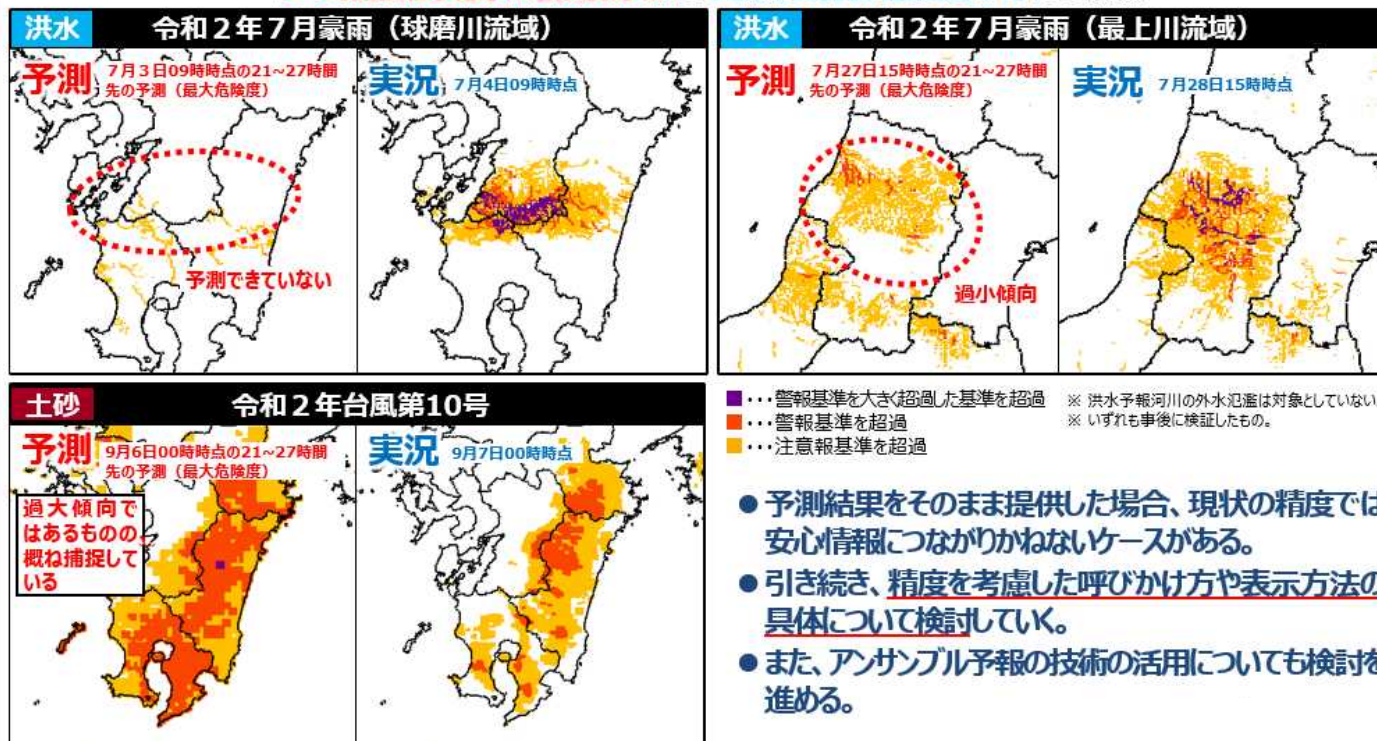 洪水 令和２年７月豪雨（球磨川流域）
予測 7月3日09時時点の21~27時間
先の予測（最大危険度）
実況 7月4日09時時点
予測できていない
洪水 令和２年７月豪雨（最上川流域）
予測 7月27日15時時点の21~27時間
先の予測（最大危険度）
実況 7月28日15時時点
過小傾向
土砂 令和２年台風第10号
予測 9月6日00時時点の21~27時間
先の予測（最大危険度）
実況 9月7日00時時点
過大傾向で
はあるものの、
概ね捕捉して
いる
■・・・警報基準を大きく超過した基準を超過
■・・・警報基準を超過
■・・・注意報基準を超過
※ 洪水予報河川の外水氾濫は対象としていない
※ いずれも事後に検証したもの。
● 予測結果をそのまま提供した場合、現状の精度では
安心情報につながりかねないケースがある。
● 引き続き、精度を考慮した呼びかけ方や表示方法の
具体について検討していく。
● また、アンサンブル予報の技術の活用についても検討を
進める。